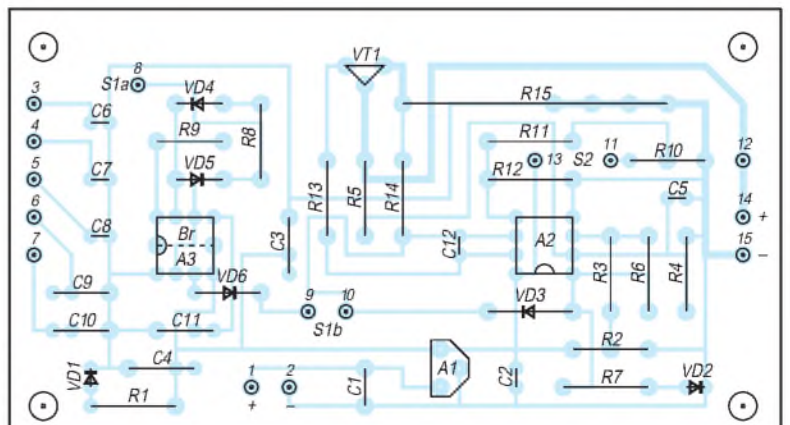 VT1
8
S1a
VD4
3
C6
R15
4
R9
R8
R11
13
S2
11
R10
12
C7
VD5
R12
5
R13
R5
R14
C5
14
+
6
C8
Br
C3
C12
A2
15
−
7
A3
R3
R6
R4
VD6
C9
9
10
VD3
C10
C11
S1b
R2
C4
A1
VD1
1
2
C1
C2
R7
VD2
R1
+
−